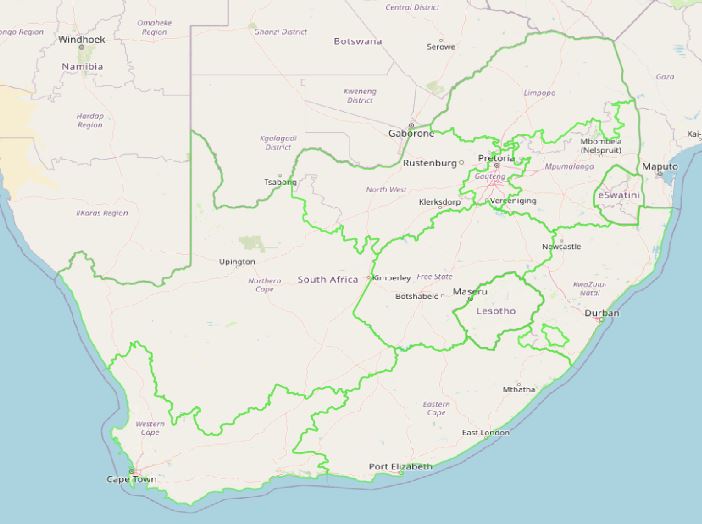 Omaheke
Region
Central District
Windhoek
Ghanzi District
Botswana
Serowe
Namibia
Gaza
Kweneng
District
Limpopo
Hardap
Region
Gaborone
Kgalagadi
District
Mbombela
(Nelspruit)
Rustenburg
Pretoria
Maputo
Mpumalanga
Gauteng
Tsabong
North West
eSwatini
Klerksdorp
Vereeniging
ǁKaras Region
Newcastle
Upington
South Africa
Kimberley
Free State
Northern
Cape
KwaZulu-
Natal
Botshabelo
Maseru
Lesotho
Durban
Mthatha
Eastern
Cape
Western
Cape
East London
Port Elizabeth
Cape Town